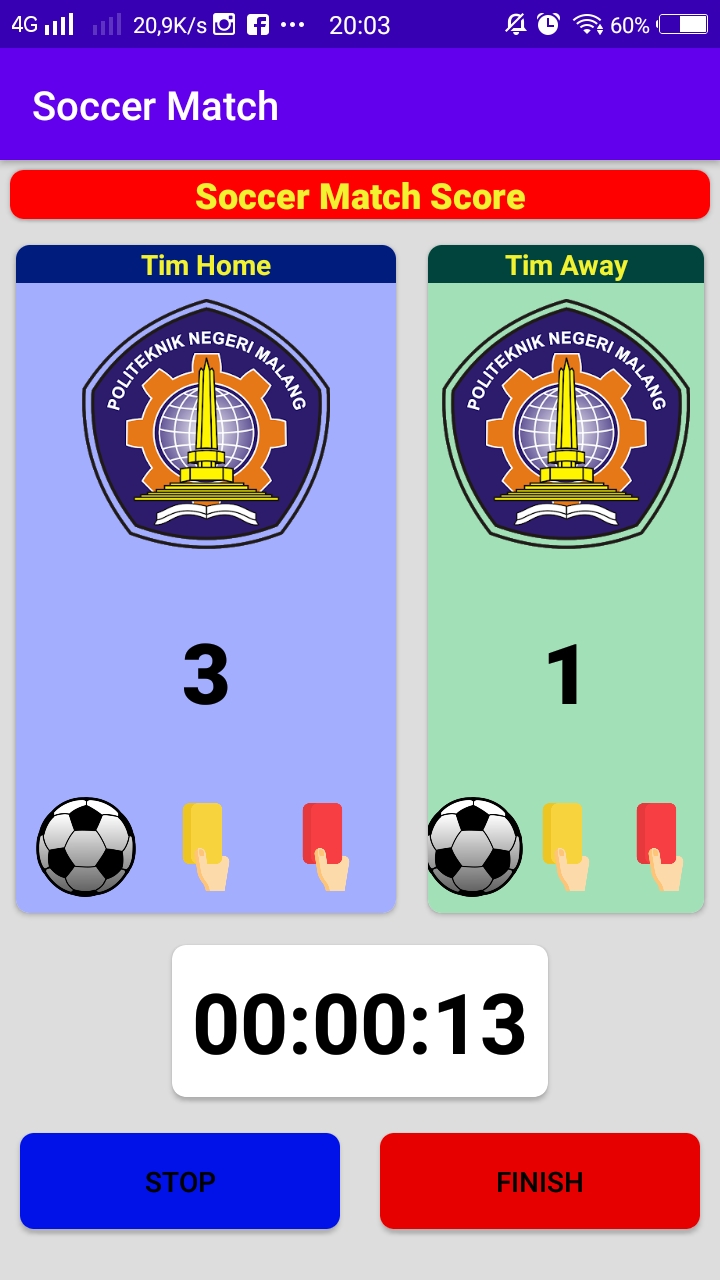 4G 20,9K/s ••• 20:03 60%
Soccer Match
Soccer Match Score
Tim Home
Tim Away
POLITEKNIK NEGERI MALANG
POLITEKNIK NEGERI MALANG
3
1
00:00:13
STOP
FINISH